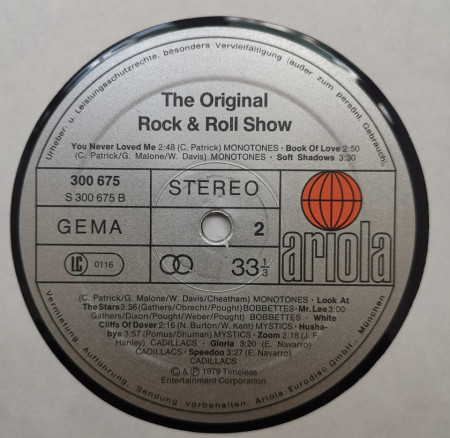 Urheber- u. Leistungsschutzrechte, besonders Vervielfältigung (außer zum persönl. Gebrauch),
The Original
Rock & Roll Show
You Never Loved Me 2:48 (C. Patrick) MONOTONES · Book Of Love 2:50
(C. Patrick/G. Malone/W. Davis) MONOTONES · Soft Shadows 3:30
300 675
S 300 675 B
STEREO
GEMA
2
LC 0116
33 1/3
ariola
(C. Patrick/G. Malone/W. Davis/Cheatham) MONOTONES · Look At
The Stars 3:36 (Gathers/Obrecht/Pought) BOBBETTES · Mr. Lee 3:00
Gathers/Dixon/Pought/Weber/Pought) BOBBETTES · White
Cliffs Of Dover 2:16 (N. Burton/W. Kent) MYSTICS · Husha-
bye 3:57 (Pomus/Shuman) MYSTICS · Zoom 2:18 (J. F.
Hanley) CADILLACS · Gloria 3:20 (E. Navarro)
CADILLACS · Speedoo 3:27 (E. Navarro)
CADILLACS
© & ℗ 1979 Timeless
Entertainment Corporation
Vermietung, Aufführung, Sendung vorbehalten. Ariola Eurodisc GmbH., München